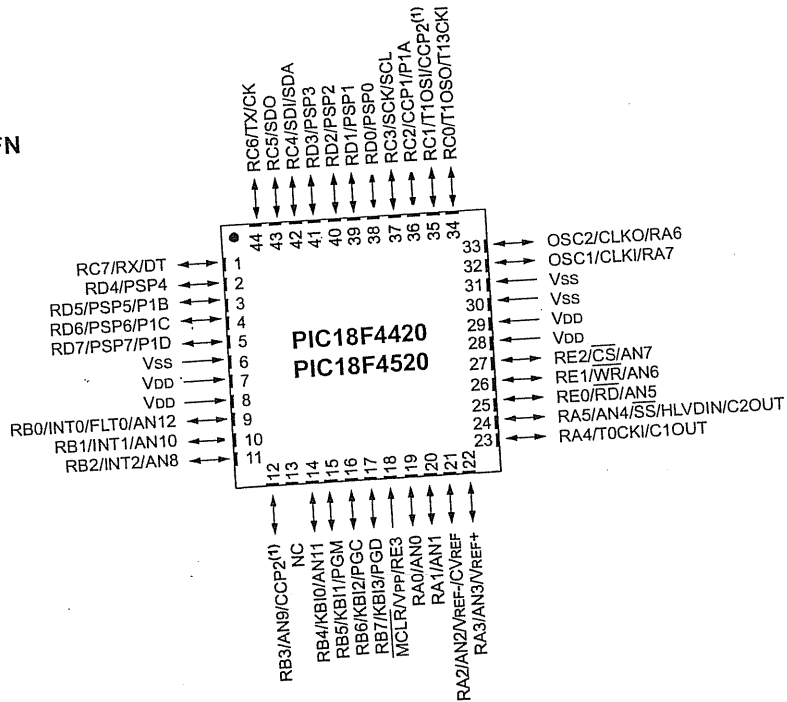 FN
RC6/TX/CK
RC5/SDO
RC4/SDI/SDA
RD3/PSP3
RD2/PSP2
RD1/PSP1
RD0/PSP0
RC3/SCK/SCL
RC2/CCP1/P1A
RC1/T1OSI/CCP2(1)
RC0/T1OSO/T13CKI
44 43 42 41 40 39 38 37 36 35 34
RC7/RX/DT 1
RD4/PSP4 2
RD5/PSP5/P1B 3
RD6/PSP6/P1C 4
RD7/PSP7/P1D 5
VSS 6
VDD 7
VDD 8
RB0/INT0/FLT0/AN12 9
RB1/INT1/AN10 10
RB2/INT2/AN8 11
PIC18F4420
PIC18F4520
33 OSC2/CLKO/RA6
32 OSC1/CLKI/RA7
31 VSS
30 VSS
29 VDD
28 VDD
27 RE2/CS/AN7
26 RE1/WR/AN6
25 RE0/RD/AN5
24 RA5/AN4/SS/HLVDIN/C2OUT
23 RA4/T0CKI/C1OUT
12 13 14 15 16 17 18 19 20 21 22
RB3/AN9/CCP2(1)
NC
RB4/KBI0/AN11
RB5/KBI1/PGM
RB6/KBI2/PGC
RB7/KBI3/PGD
MCLR/VPP/RE3
RA0/AN0
RA1/AN1
RA2/AN2/VREF-/CVREF
RA3/AN3/VREF+